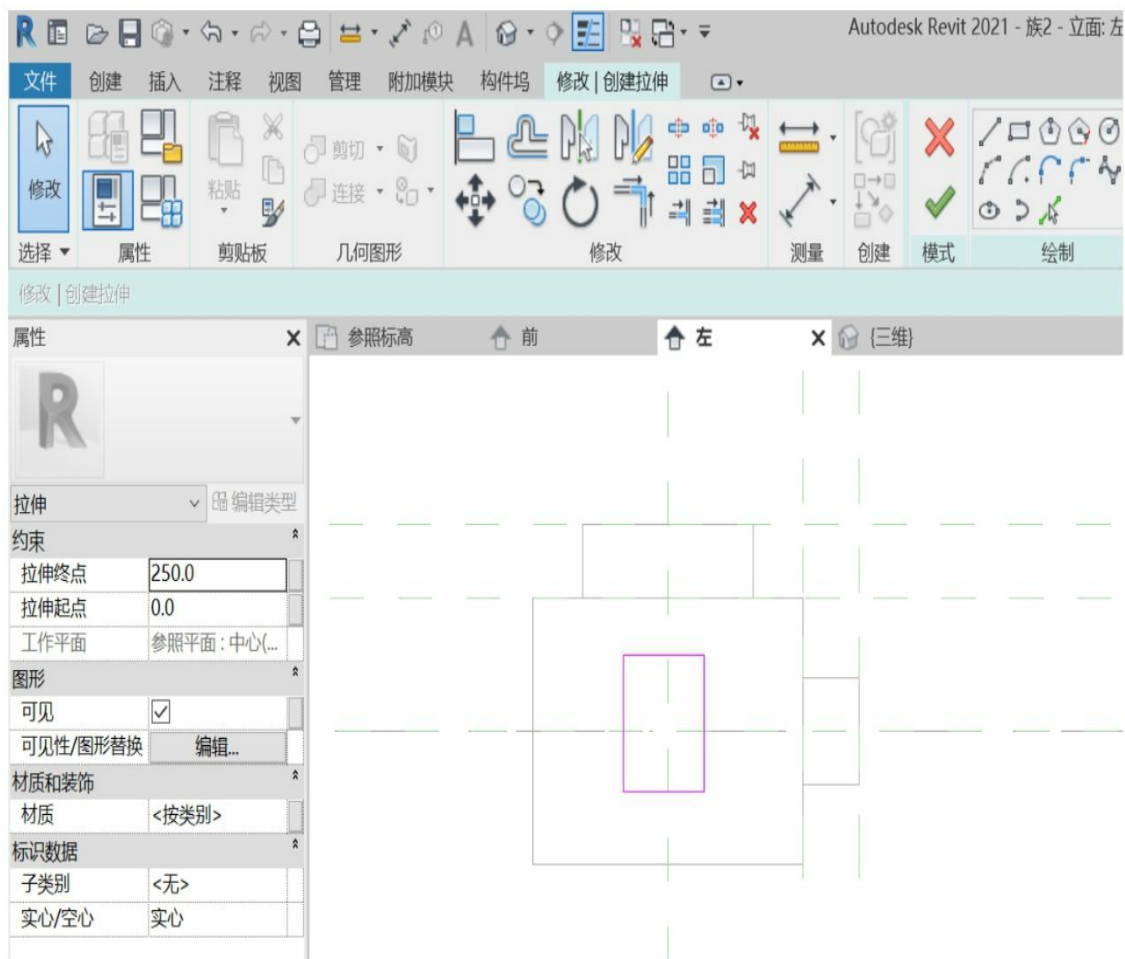 Autodesk Revit 2021 - 族2 - 立面: 左
文件 创建 插入 注释 视图 管理 附加模块 构件坞 修改 | 创建拉伸
修改 粘贴 剪切 连接
选择 属性 剪贴板 几何图形 修改 测量 创建 模式 绘制
修改 | 创建拉伸
属性 参照标高 前 左 {三维}
拉伸 编辑类型
约束
拉伸终点 250.0
拉伸起点 0.0
工作平面 参照平面 : 中心(...
图形
可见
可见性/图形替换 编辑...
材质和装饰
材质 <按类别>
标识数据
子类别 <无>
实心/空心 实心